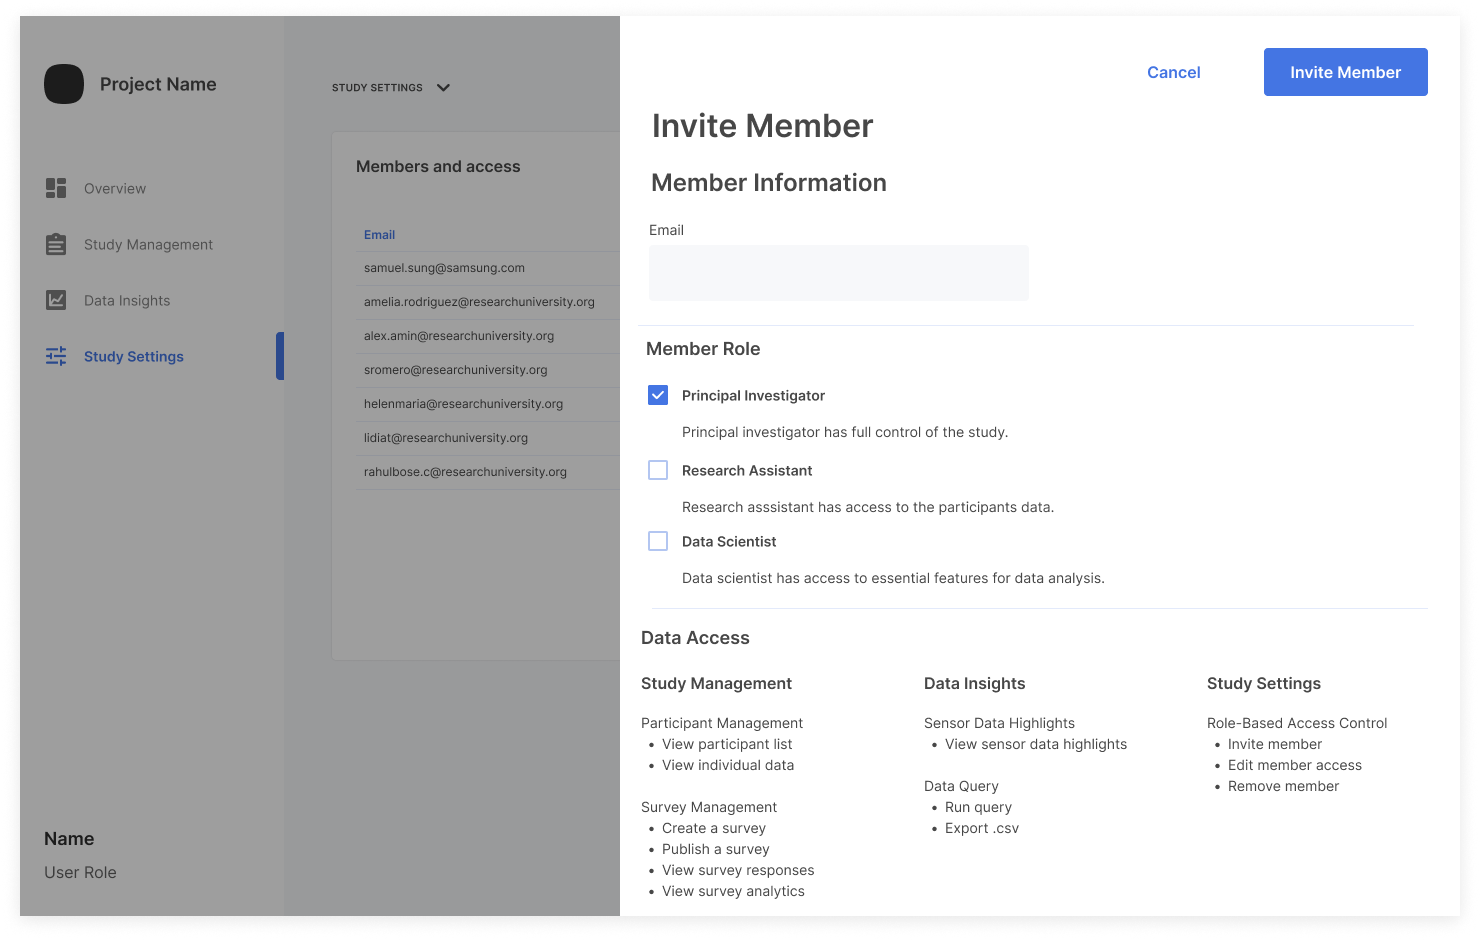 Project Name
Overview
Study Management
Data Insights
Study Settings
Name
User Role
STUDY SETTINGS
Members and access
Email
samuel.sung@samsung.com
amelia.rodriguez@researchuniversity.org
alex.amin@researchuniversity.org
sromero@researchuniversity.org
helenmaria@researchuniversity.org
lidiat@researchuniversity.org
rahulbose.c@researchuniversity.org
Cancel
Invite Member
Invite Member
Member Information
Email
Member Role
Principal Investigator
Principal investigator has full control of the study.
Research Assistant
Research asssistant has access to the participants data.
Data Scientist
Data scientist has access to essential features for data analysis.
Data Access
Study Management
Participant Management
• View participant list
• View individual data
Survey Management
• Create a survey
• Publish a survey
• View survey responses
• View survey analytics
Data Insights
Sensor Data Highlights
• View sensor data highlights
Data Query
• Run query
• Export .csv
Study Settings
Role-Based Access Control
• Invite member
• Edit member access
• Remove member